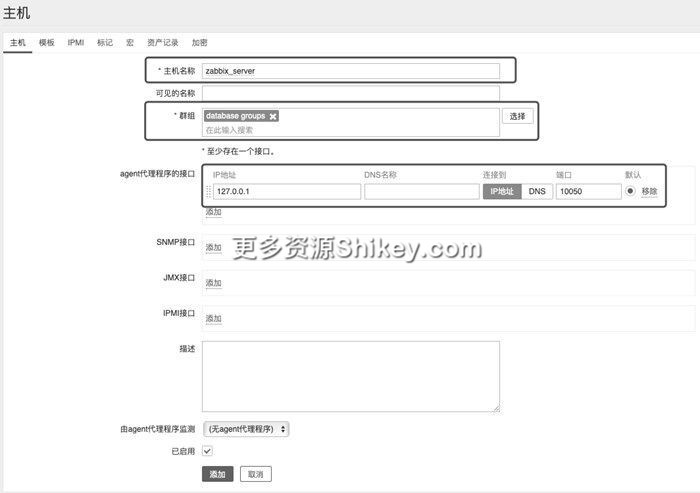 主机
主机 模板 IPMI 标记 宏 资产记录 加密
* 主机名称 zabbix_server
可见的名称
* 群组 database groups 选择
在此输入搜索
* 至少存在一个接口。
agent代理程序的接口 IP地址 DNS名称 连接到 端口 默认
127.0.0.1 IP地址 DNS 10050 移除
添加
SNMP接口 添加
更多资源Shikey.com
JMX接口 添加
IPMI接口 添加
描述
由agent代理程序监测 (无agent代理程序)
已启用
添加 取消